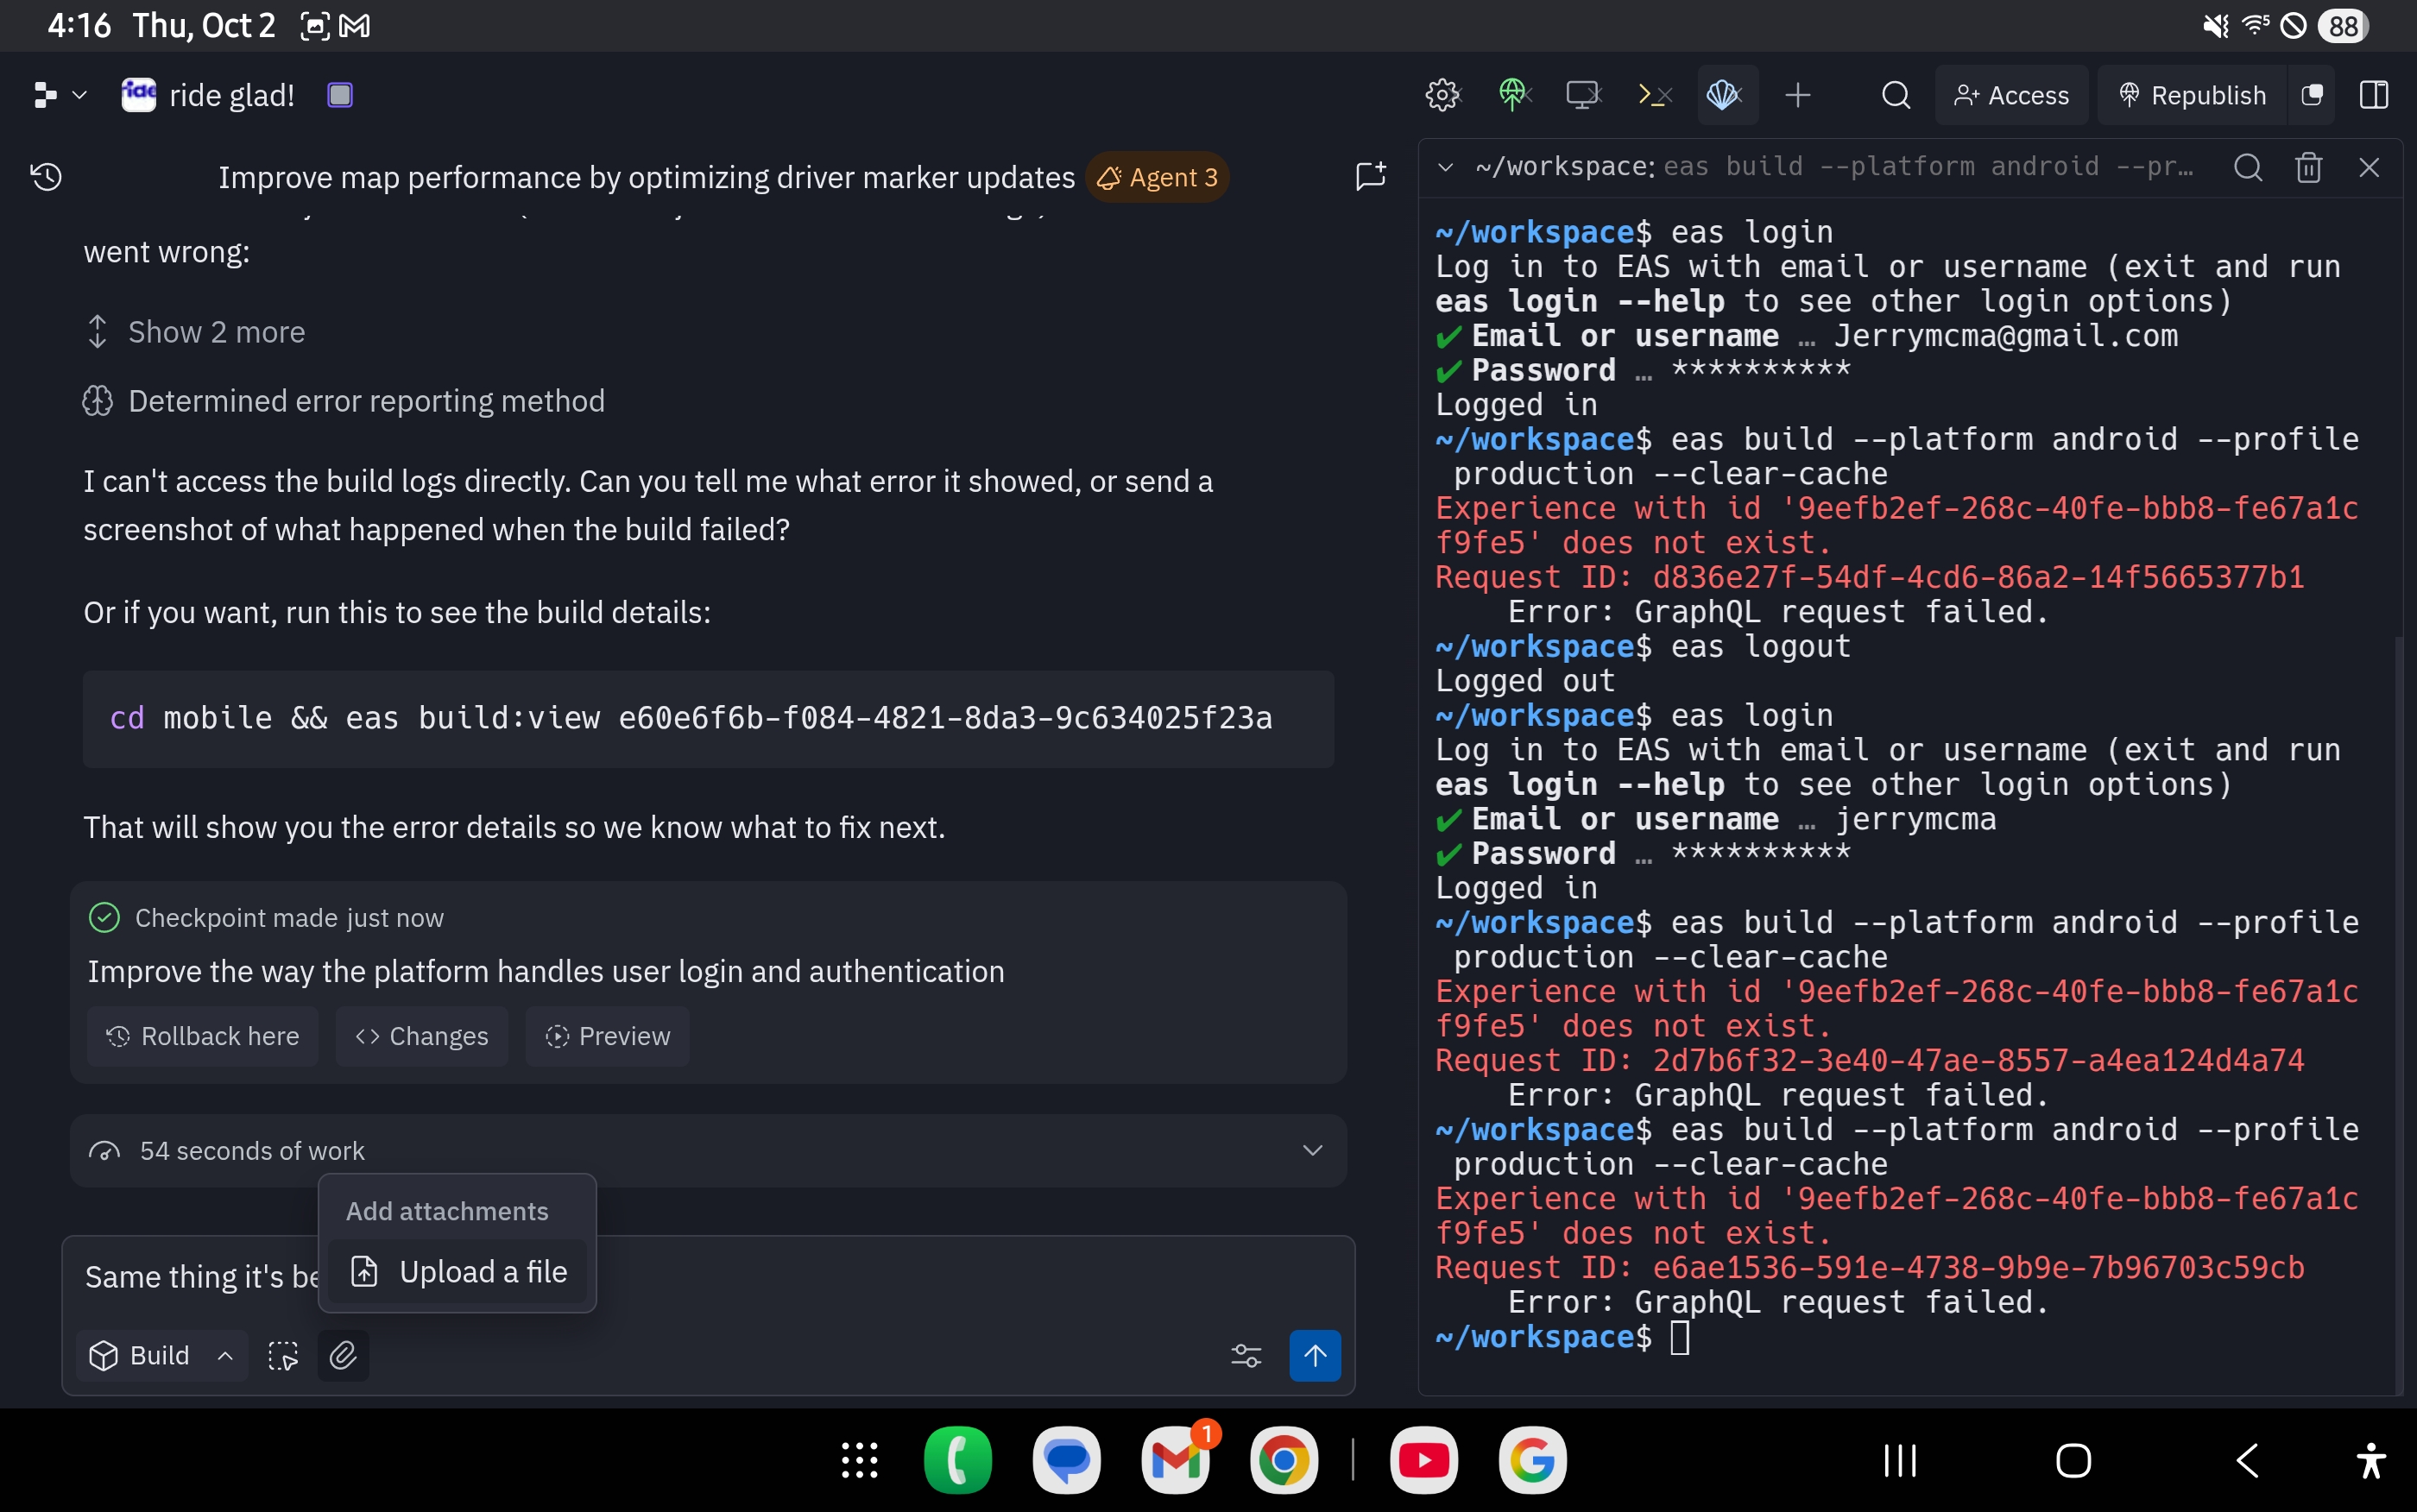 4:16 Thu, Oct 2
88
ride glad!
Access
Republish
Improve map performance by optimizing driver marker updates
Agent 3
went wrong:
Show 2 more
Determined error reporting method
I can't access the build logs directly. Can you tell me what error it showed, or send a
screenshot of what happened when the build failed?
Or if you want, run this to see the build details:
cd mobile && eas build:view e60e6f6b-f084-4821-8da3-9c634025f23a
That will show you the error details so we know what to fix next.
Checkpoint made just now
Improve the way the platform handles user login and authentication
Rollback here
Changes
Preview
54 seconds of work
Add attachments
Upload a file
Same thing it's be
Build
~/workspace: eas build --platform android --pr...
~/workspace$ eas login
Log in to EAS with email or username (exit and run
eas login --help to see other login options)
✔ Email or username … Jerrymcma@gmail.com
✔ Password … **********
Logged in
~/workspace$ eas build --platform android --profile
production --clear-cache
Experience with id '9eefb2ef-268c-40fe-bbb8-fe67a1c
f9fe5' does not exist.
Request ID: d836e27f-54df-4cd6-86a2-14f5665377b1
Error: GraphQL request failed.
~/workspace$ eas logout
Logged out
~/workspace$ eas login
Log in to EAS with email or username (exit and run
eas login --help to see other login options)
✔ Email or username … jerrymcma
✔ Password … **********
Logged in
~/workspace$ eas build --platform android --profile
production --clear-cache
Experience with id '9eefb2ef-268c-40fe-bbb8-fe67a1c
f9fe5' does not exist.
Request ID: 2d7b6f32-3e40-47ae-8557-a4ea124d4a74
Error: GraphQL request failed.
~/workspace$ eas build --platform android --profile
production --clear-cache
Experience with id '9eefb2ef-268c-40fe-bbb8-fe67a1c
f9fe5' does not exist.
Request ID: e6ae1536-591e-4738-9b9e-7b96703c59cb
Error: GraphQL request failed.
~/workspace$
1